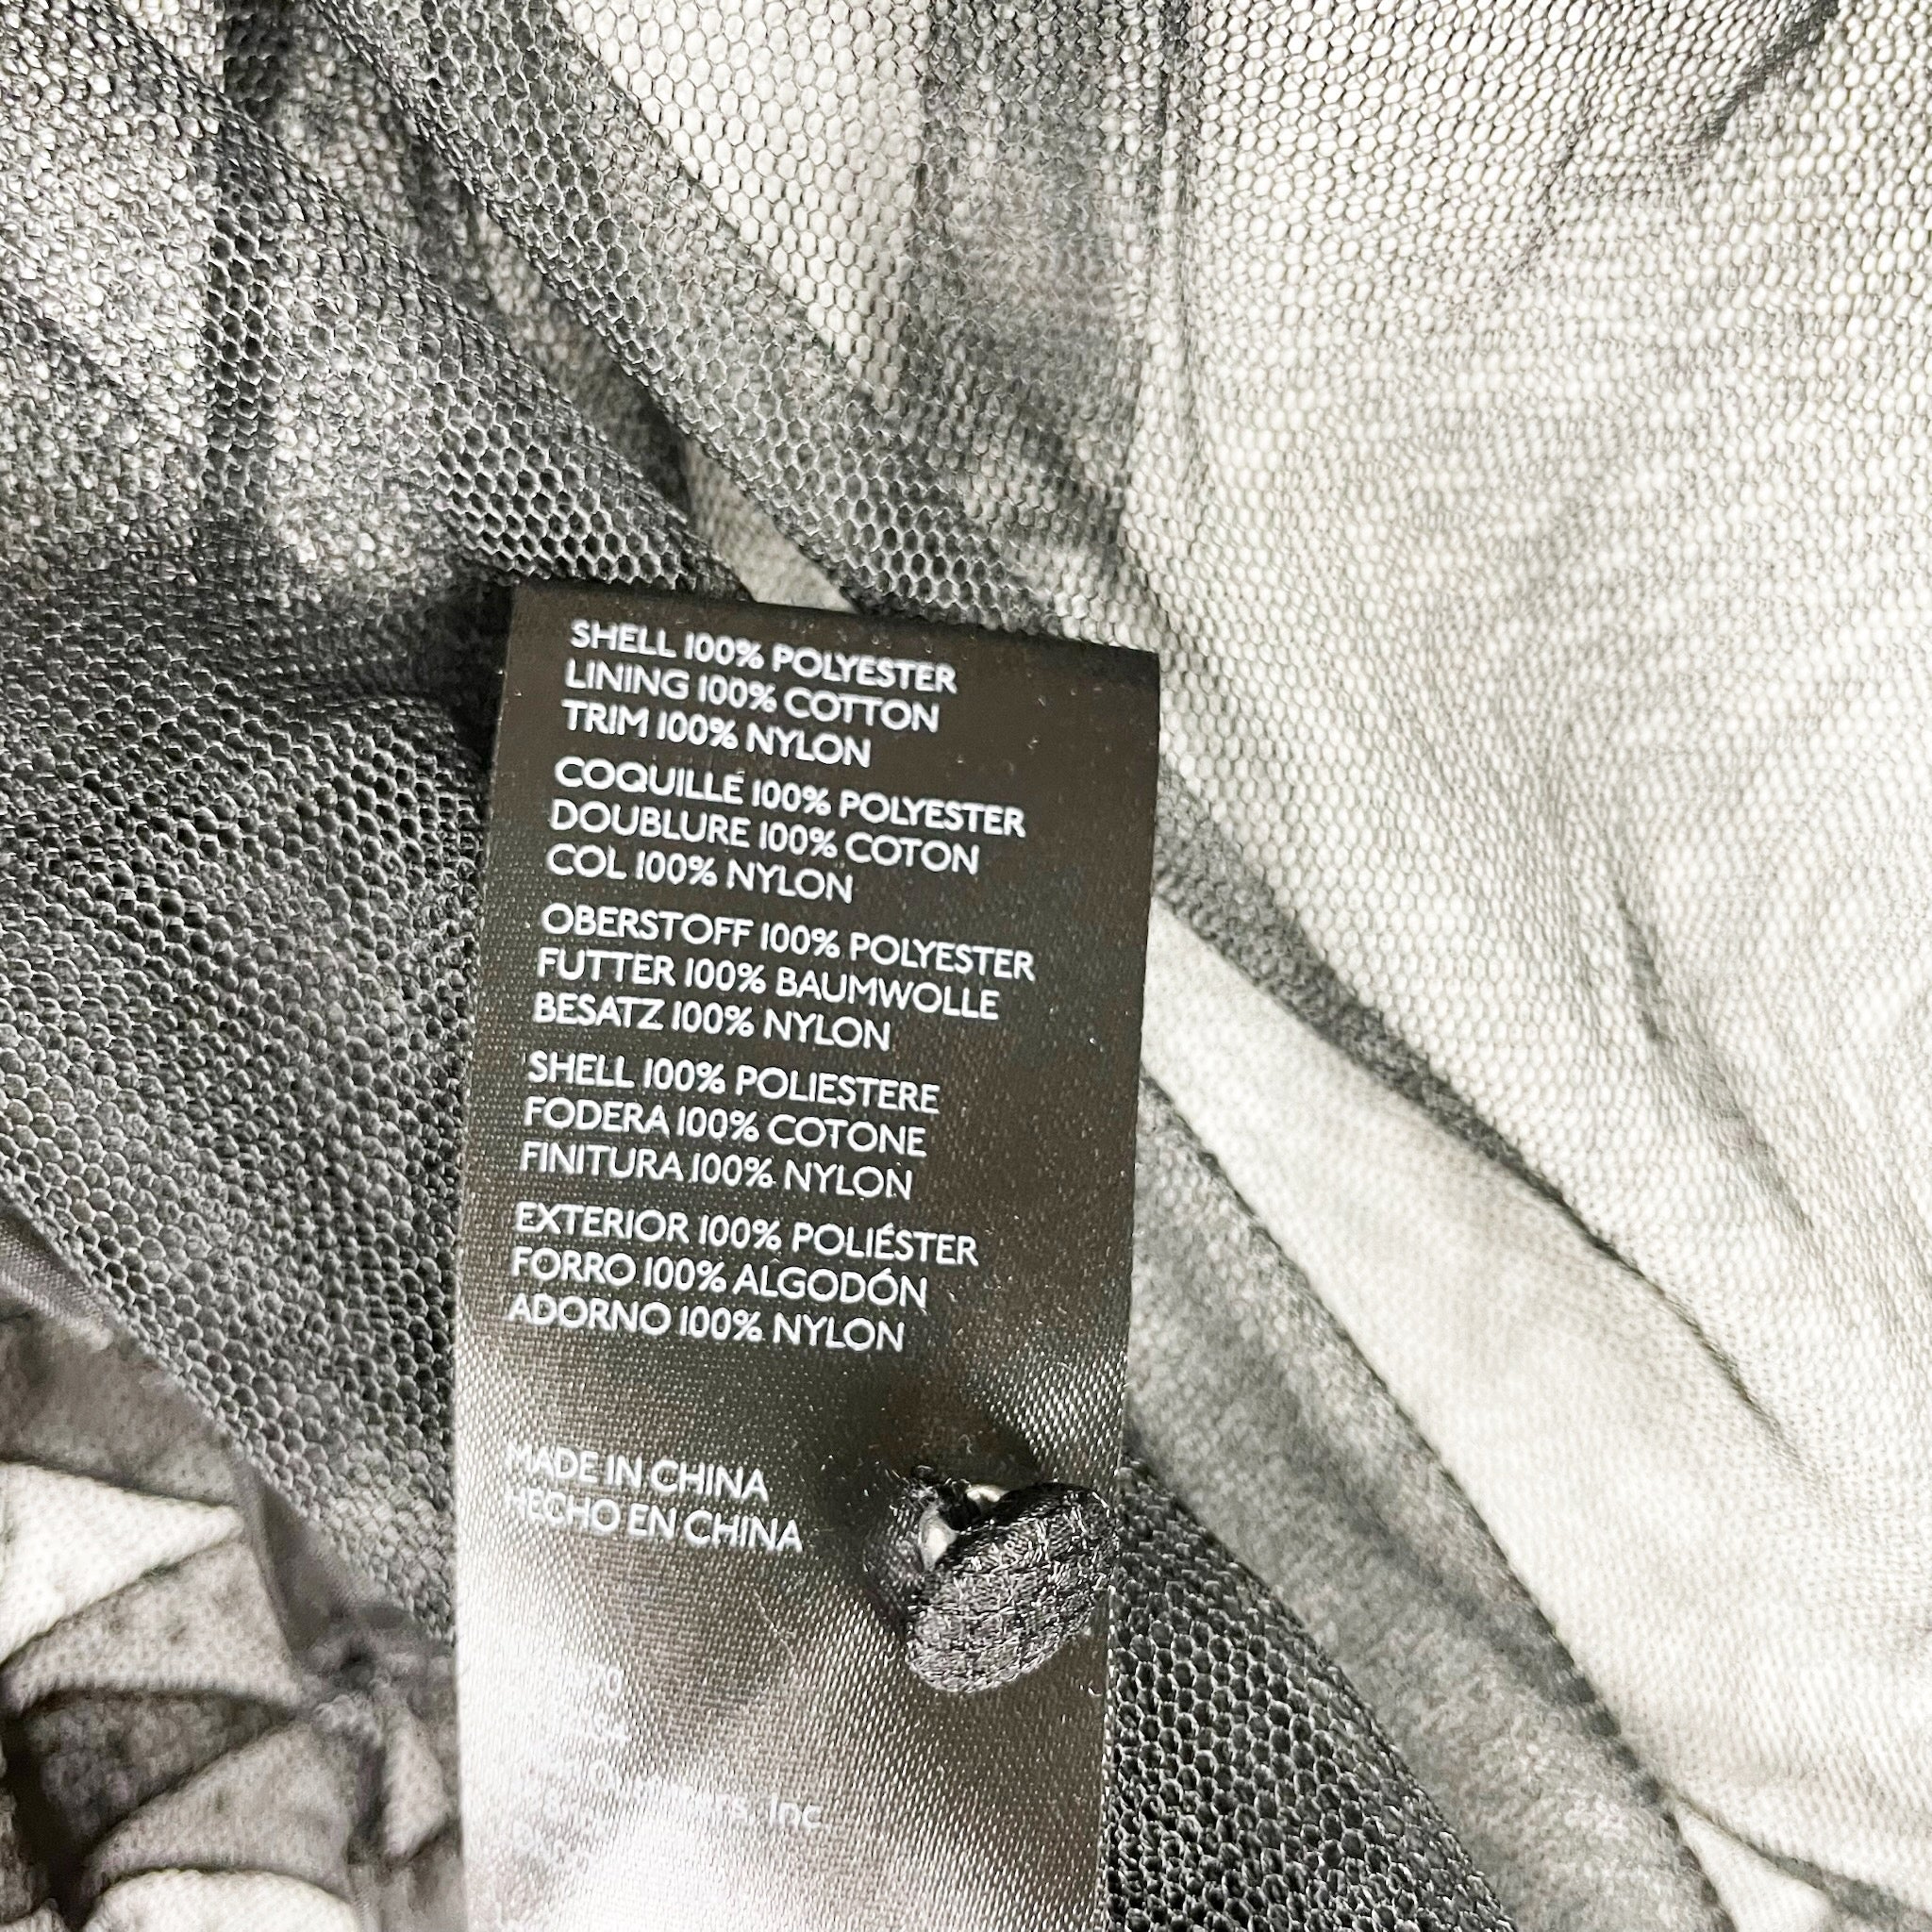 SHELL 100% POLYESTER
LINING 100% COTTON
TRIM 100% NYLON
COQUILLE 100% POLYESTER
DOUBLURE 100% COTON
COL 100% NYLON
OBERSTOFF 100% POLYESTER
FUTTER 100% BAUMWOLLE
BESATZ 100% NYLON
SHELL 100% POLIESTERE
FODERA 100% COTONE
FINITURA 100% NYLON
EXTERIOR 100% POLIÉSTER
FORRO 100% ALGODÓN
ADORNO 100% NYLON
MADE IN CHINA
HECHO EN CHINA
Inc